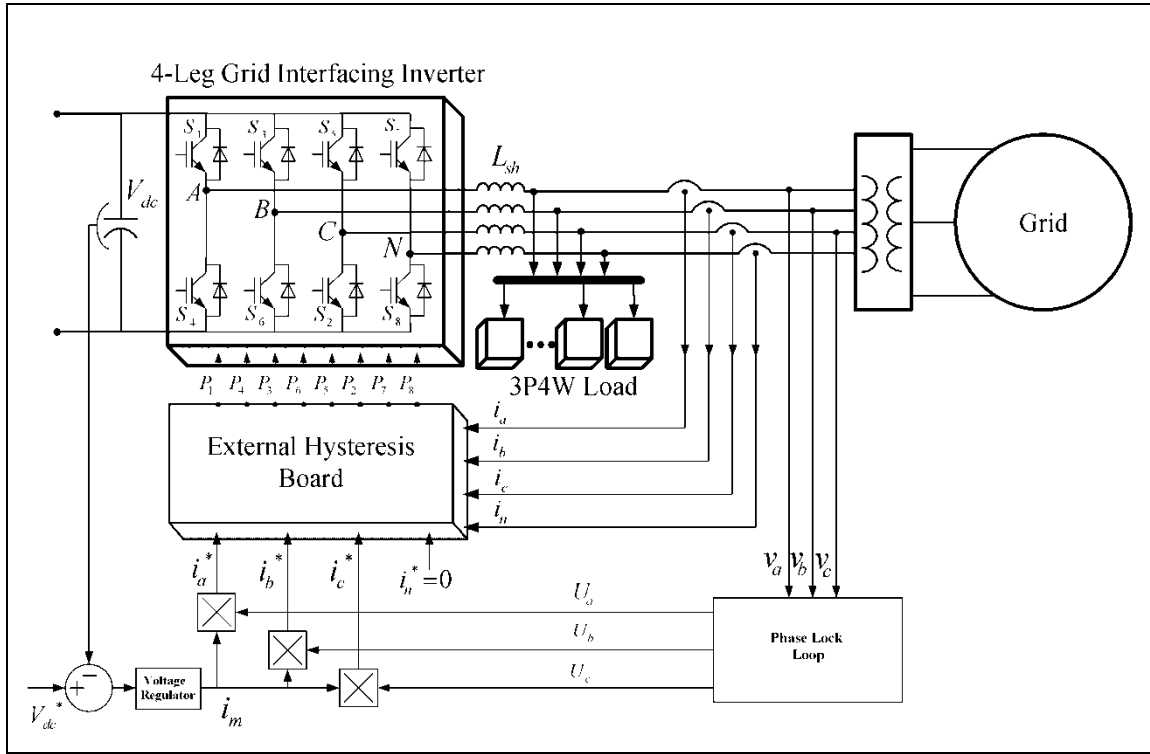 4-Leg Grid Interfacing Inverter
S1 S3 S5 S7
Lsh
Vdc
A
B
C
N
Grid
S4 S6 S2 S8
3P4W Load
P1 P4 P3 P6 P5 P2 P7 P8
External Hysteresis
Board
ia
ib
ic
in
ia* ib* ic* in*=0
va vb vc
Ua
Ub
Uc
Phase Lock
Loop
+ −
Voltage
Regulator
Vdc*
im